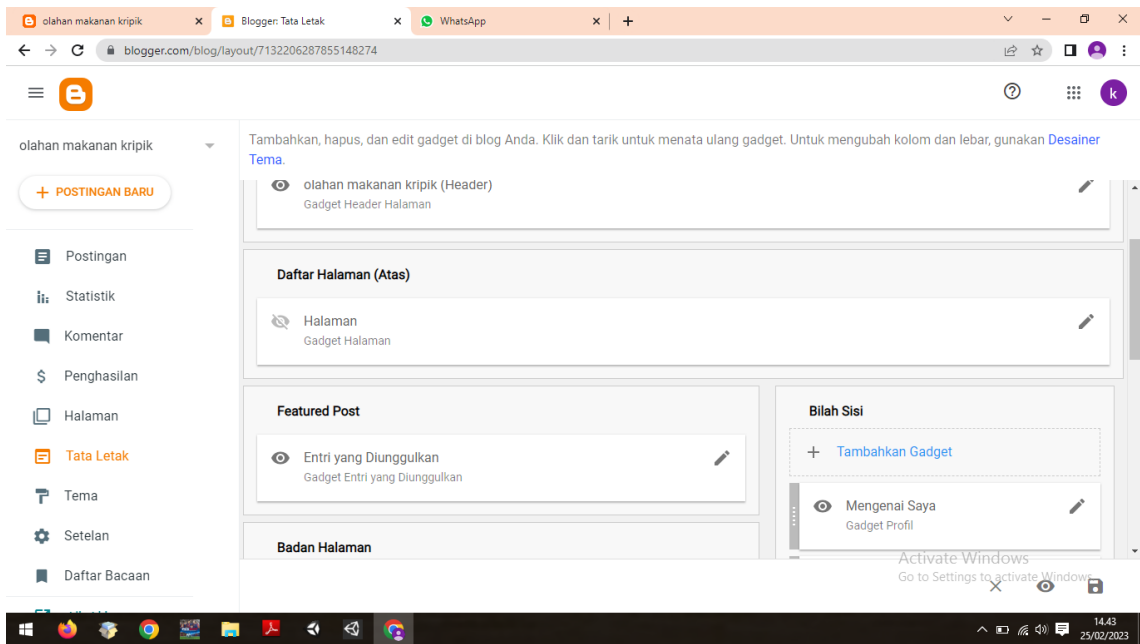 olahan makanan kripik
Blogger: Tata Letak
WhatsApp
blogger.com/blog/layout/7132206287855148274
k
olahan makanan kripik
POSTINGAN BARU
Postingan
Statistik
Komentar
Penghasilan
Halaman
Tata Letak
Tema
Setelan
Daftar Bacaan
Tambahkan, hapus, dan edit gadget di blog Anda. Klik dan tarik untuk menata ulang gadget. Untuk mengubah kolom dan lebar, gunakan Desainer
Tema.
olahan makanan kripik (Header)
Gadget Header Halaman
Daftar Halaman (Atas)
Halaman
Gadget Halaman
Featured Post
Entri yang Diunggulkan
Gadget Entri yang Diunggulkan
Badan Halaman
Bilah Sisi
Tambahkan Gadget
Mengenai Saya
Gadget Profil
Activate Windows
Go to Settings to activate Windows.
14.43
25/02/2023